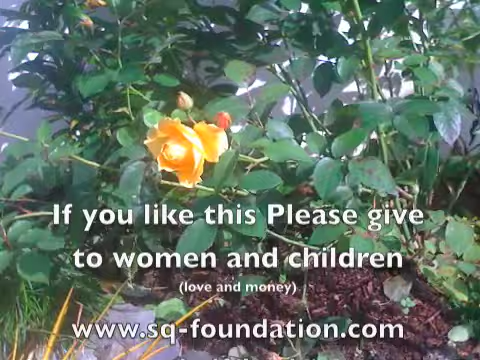 If you like this Please give
to women and children
(love and money)
www.sq-foundation.com